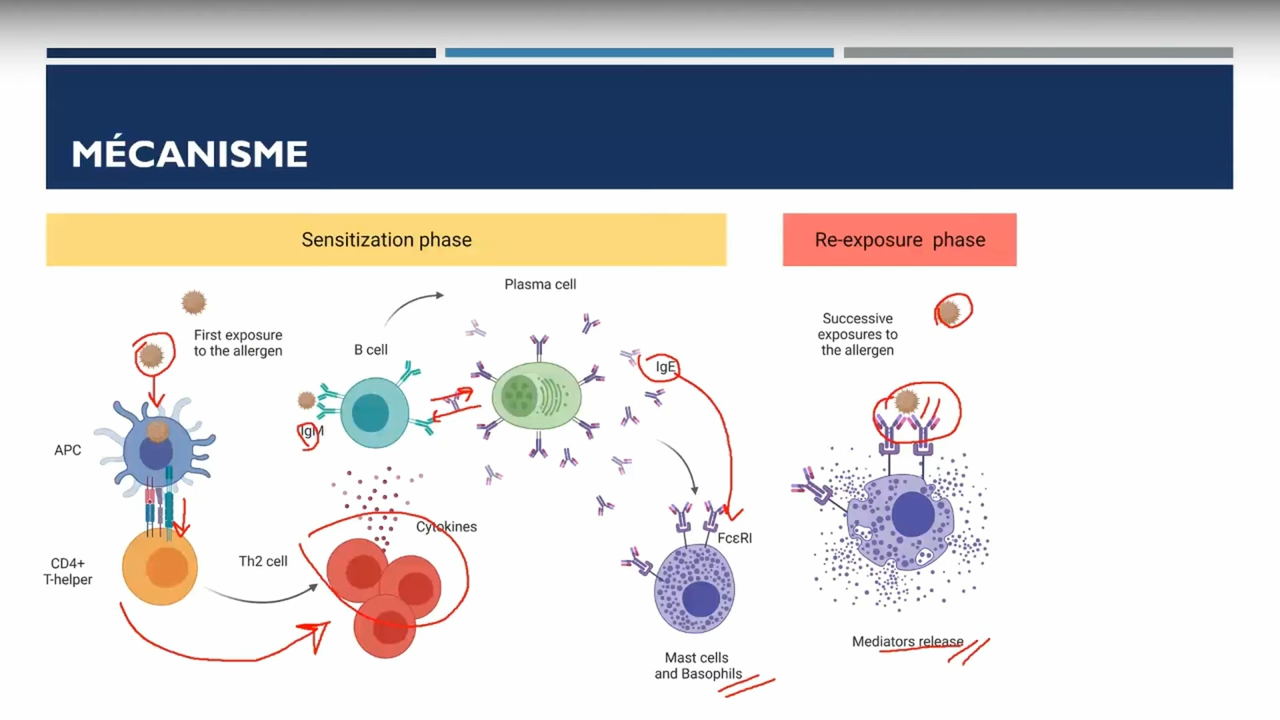 MÉCANISME
Sensitization phase
Re-exposure phase
Plasma cell
First exposure
to the allergen
B cell
IgE
Successive
exposures to
the allergen
IgM
APC
Cytokines
FcεRI
Th2 cell
CD4+
T-helper
Mediators release
Mast cells
and Basophils